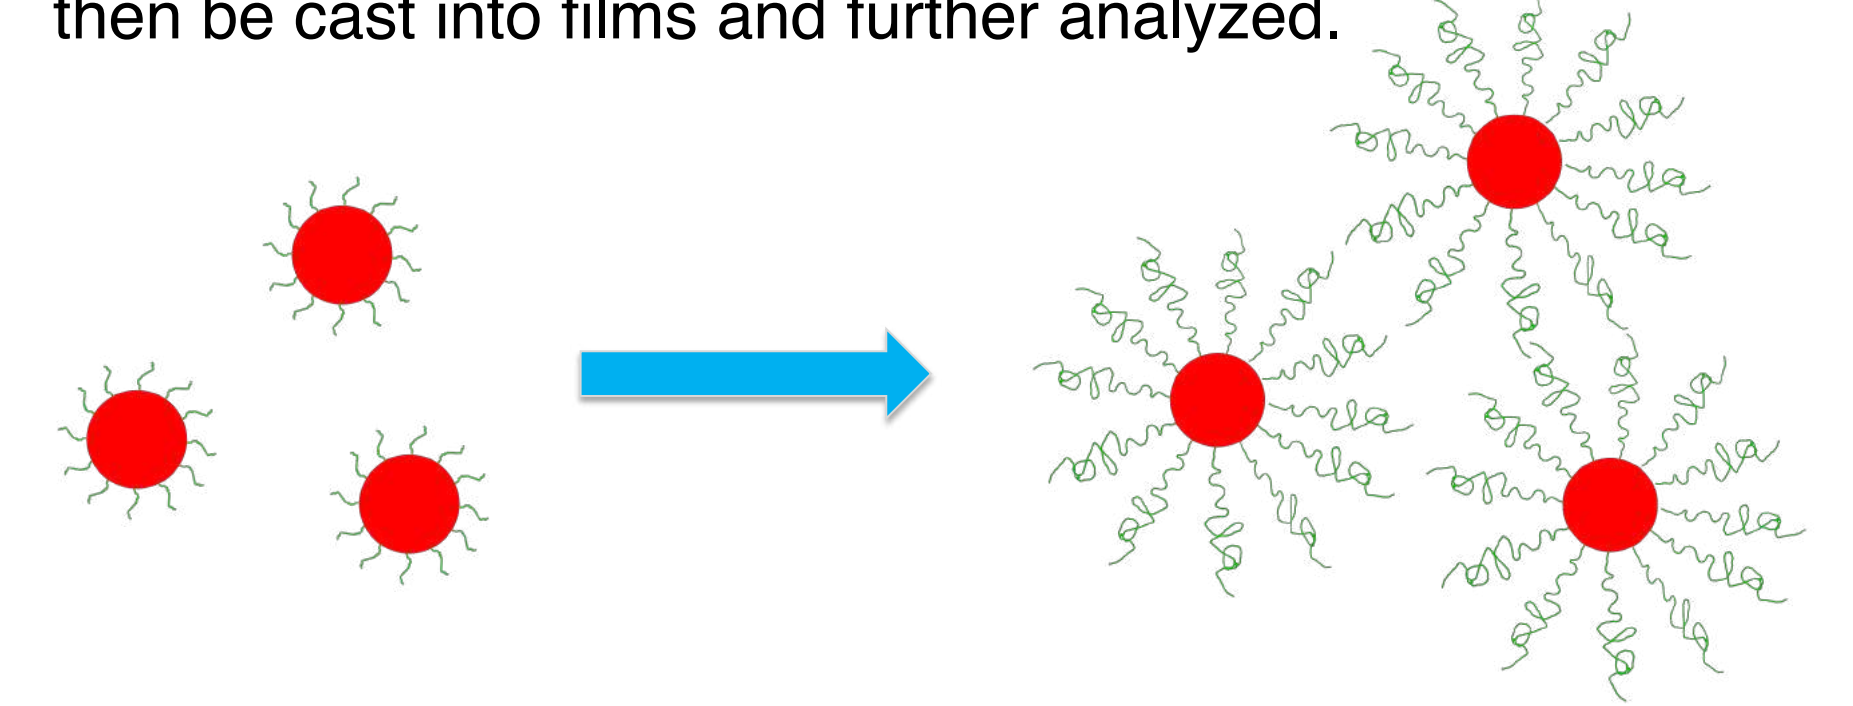 then be cast into films and further analyzed.